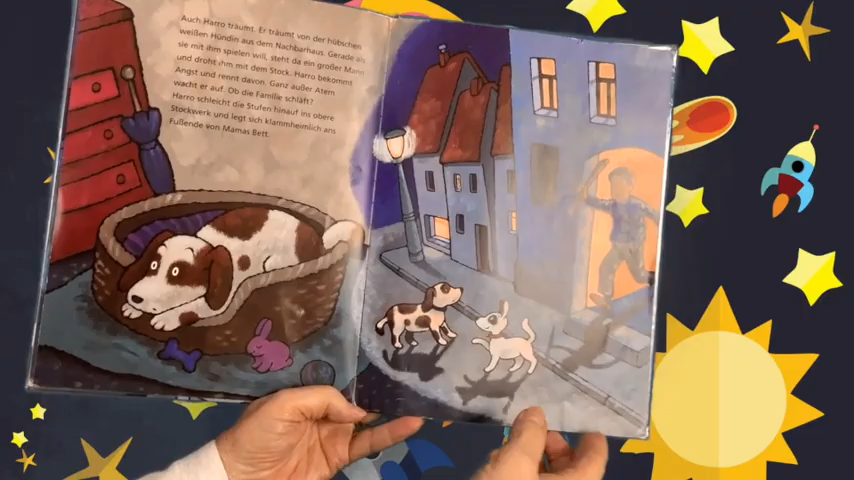 Auch Harro träumt. Er träumt von der hübschen
weißen Hündin aus dem Nachbarhaus. Gerade als
sie mit ihm spielen will, steht da ein großer Mann
und droht ihm mit dem Stock. Harro bekommt
Angst und rennt davon. Ganz außer Atem
wacht er auf. Ob die Familie schläft?
Harro schleicht die Stufen hinauf ins obere
Stockwerk und legt sich klammheimlich ans
Fußende von Mamas Bett.